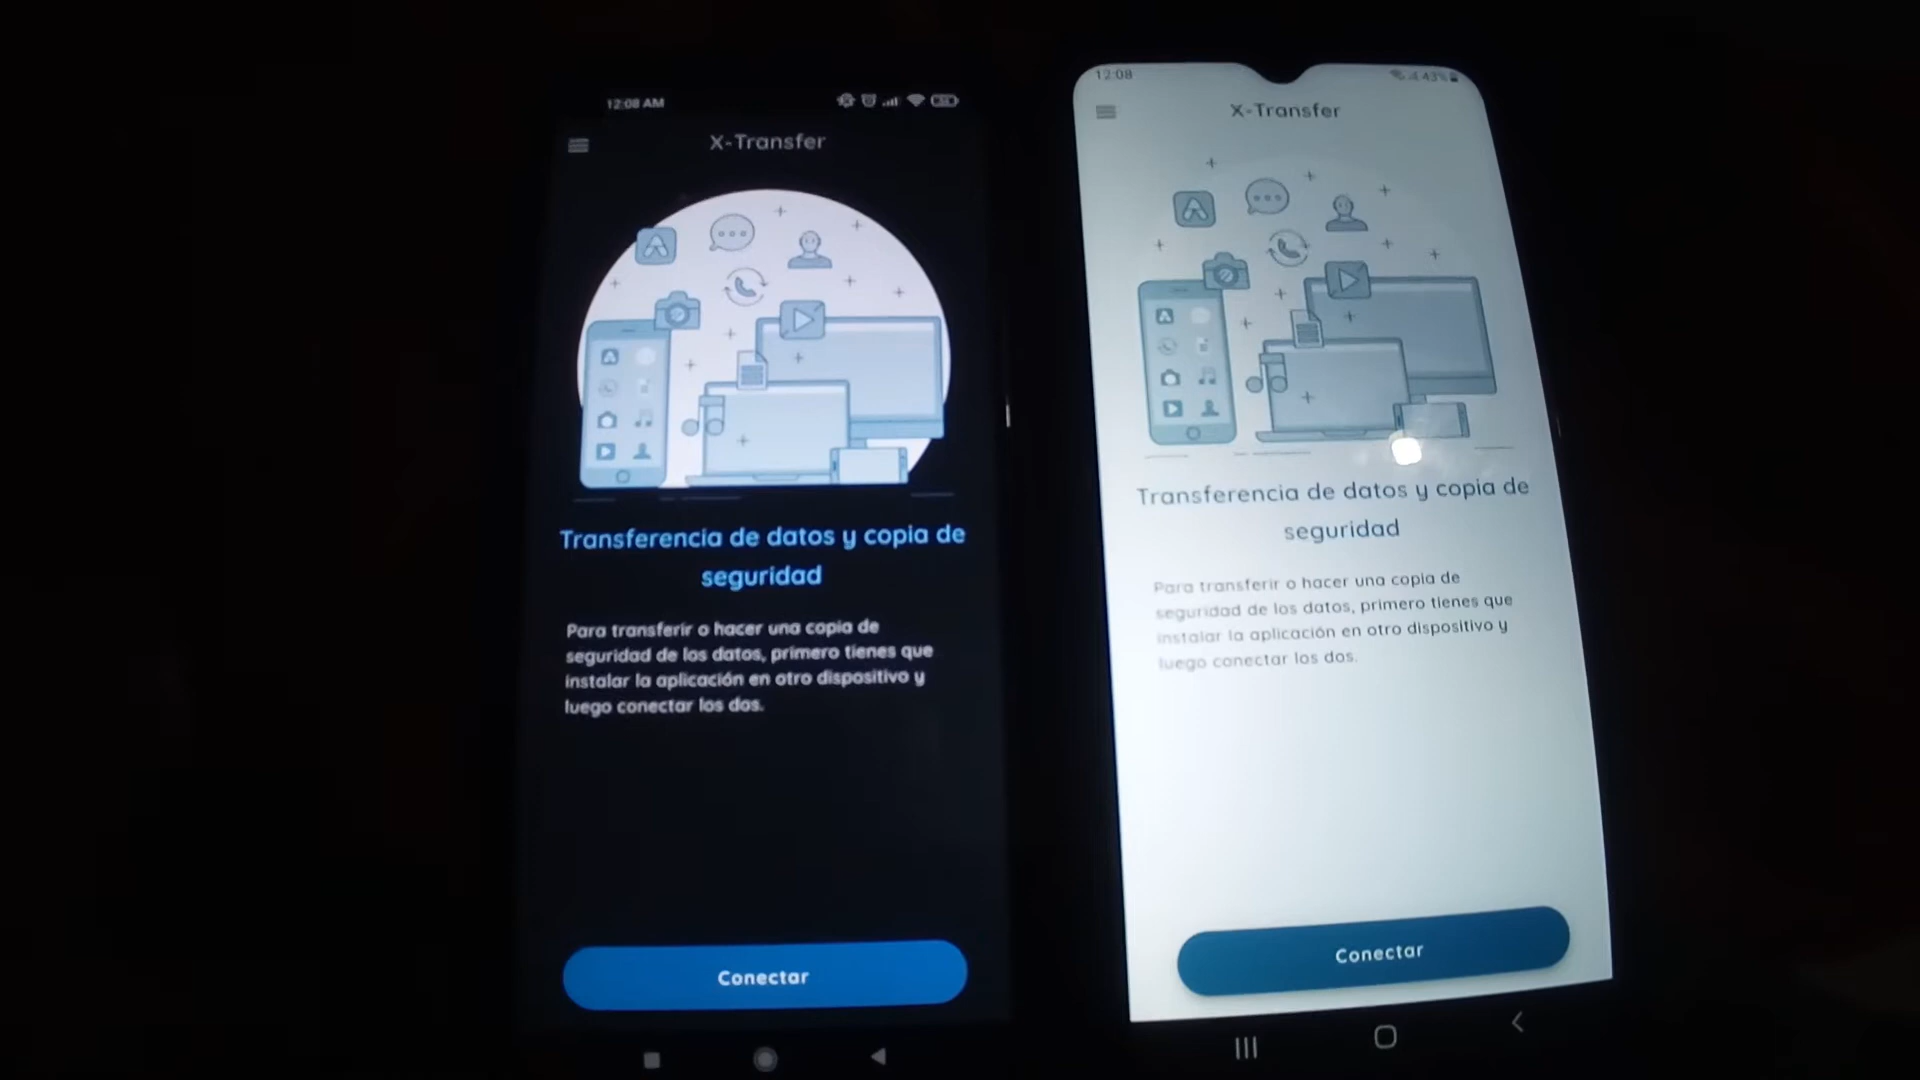 12:08 AM
X-Transfer
Transferencia de datos y copia de
seguridad
Para transferir o hacer una copia de
seguridad de los datos, primero tienes que
instalar la aplicación en otro dispositivo y
luego conectar los dos.
Conectar
12:08
43%
X-Transfer
Transferencia de datos y copia de
seguridad
Para transferir o hacer una copia de
seguridad de los datos, primero tienes que
instalar la aplicación en otro dispositivo y
luego conectar los dos.
Conectar